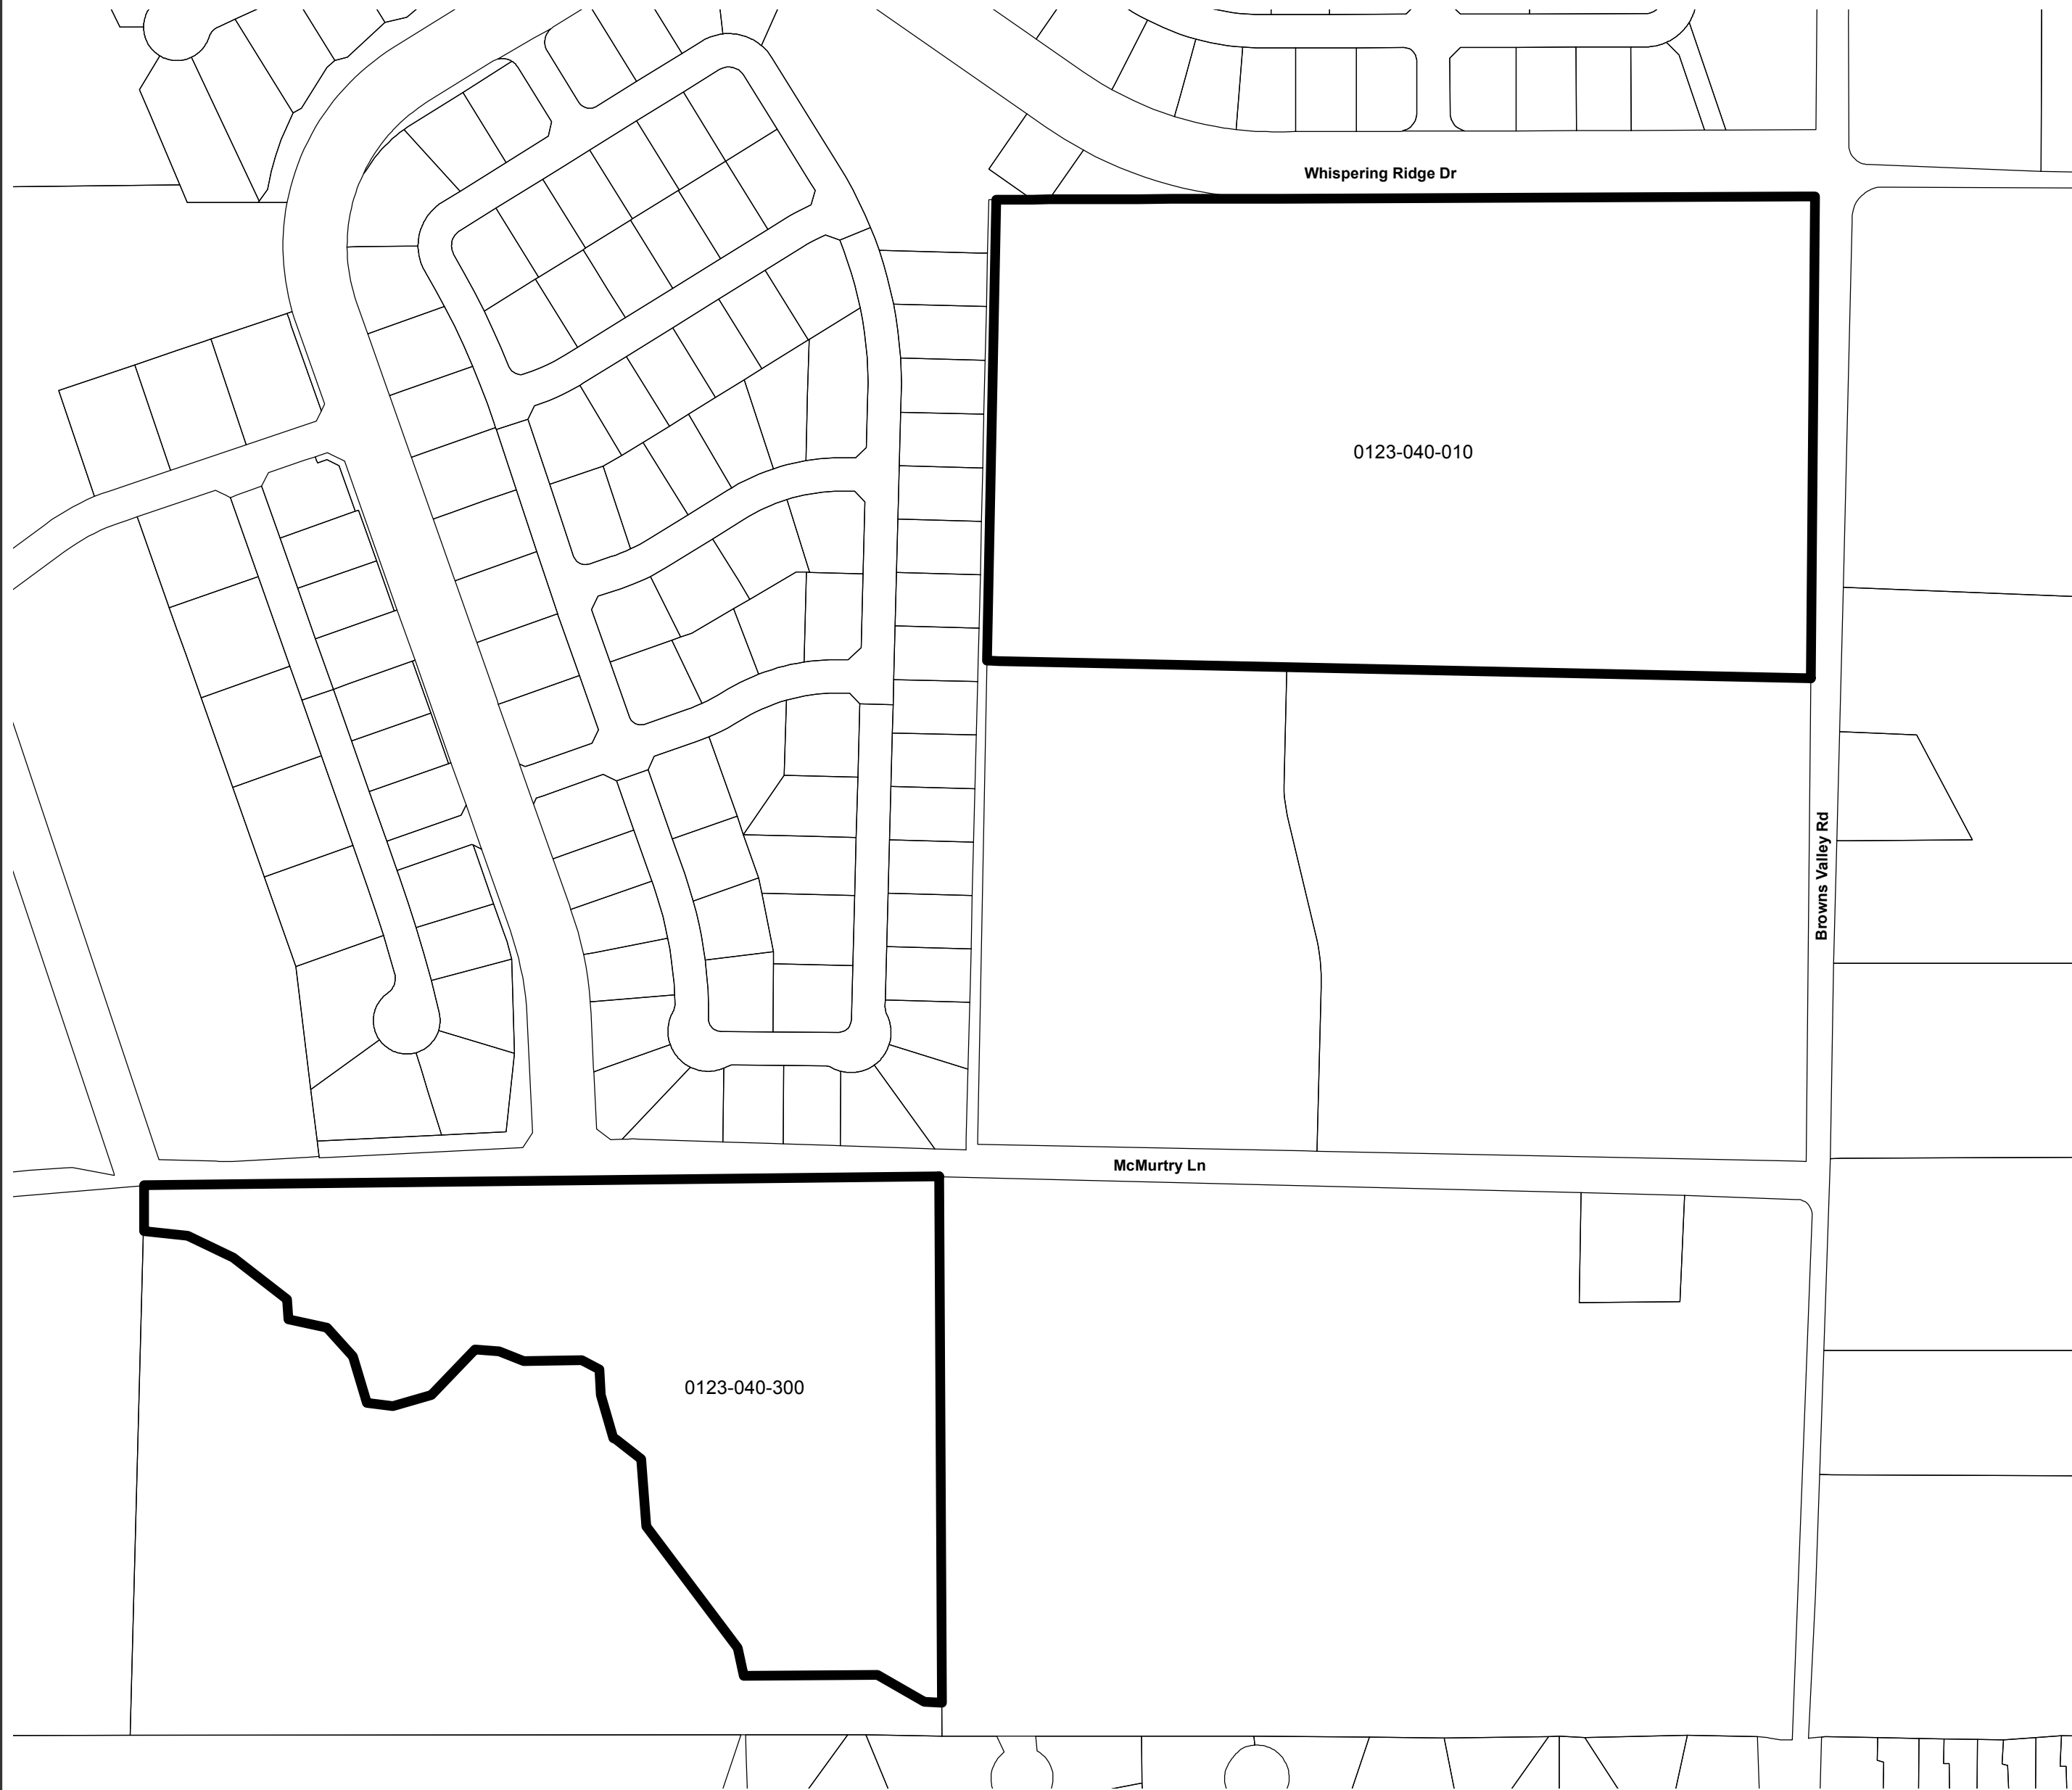 Whispering Ridge Dr
0123-040-010
Browns Valley Rd
McMurtry Ln
0123-040-300